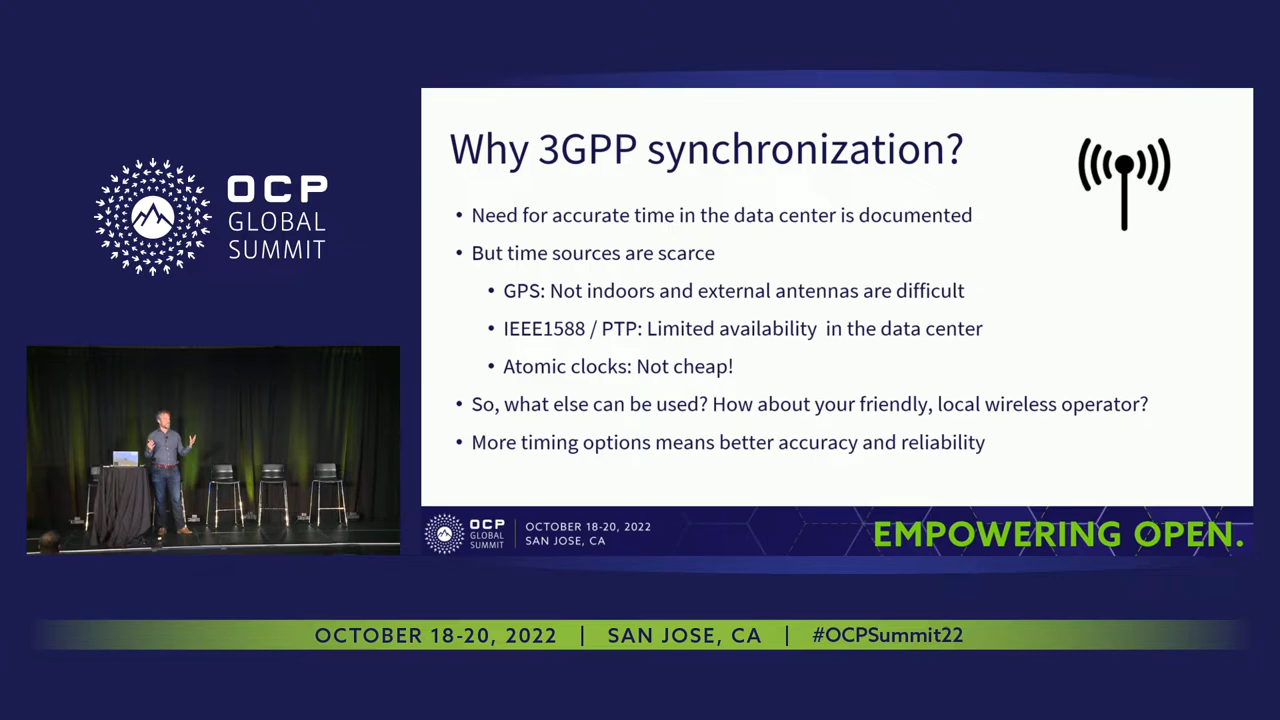 OCP
GLOBAL
SUMMIT
Why 3GPP synchronization?
• Need for accurate time in the data center is documented
• But time sources are scarce
• GPS: Not indoors and external antennas are difficult
• IEEE1588 / PTP: Limited availability  in the data center
• Atomic clocks: Not cheap!
• So, what else can be used? How about your friendly, local wireless operator?
• More timing options means better accuracy and reliability
OCP
GLOBAL
SUMMIT
OCTOBER 18-20, 2022
SAN JOSE, CA
EMPOWERING OPEN.
OCTOBER 18-20, 2022 | SAN JOSE, CA | #OCPSummit22